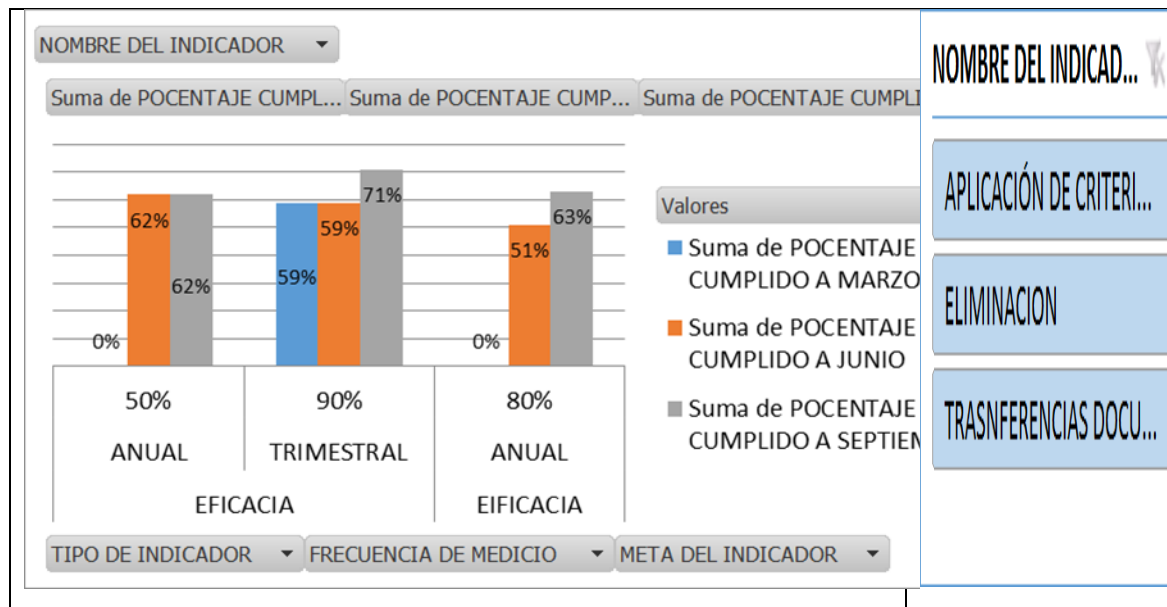 NOMBRE DEL INDICADOR
Suma de POCENTAJE CUMPL... Suma de POCENTAJE CUMP... Suma de POCENTAJE CUMPLI
62%
62%
0%
59%
59%
71%
51%
63%
0%
50% 90% 80%
ANUAL TRIMESTRAL ANUAL
EFICACIA EIFICACIA
Valores
Suma de POCENTAJE
CUMPLIDO A MARZO
Suma de POCENTAJE
CUMPLIDO A JUNIO
Suma de POCENTAJE
CUMPLIDO A SEPTIEM
TIPO DE INDICADOR FRECUENCIA DE MEDICIO META DEL INDICADOR
NOMBRE DEL INDICAD...
APLICACIÓN DE CRITERI...
ELIMINACION
TRASNFERENCIAS DOCU...